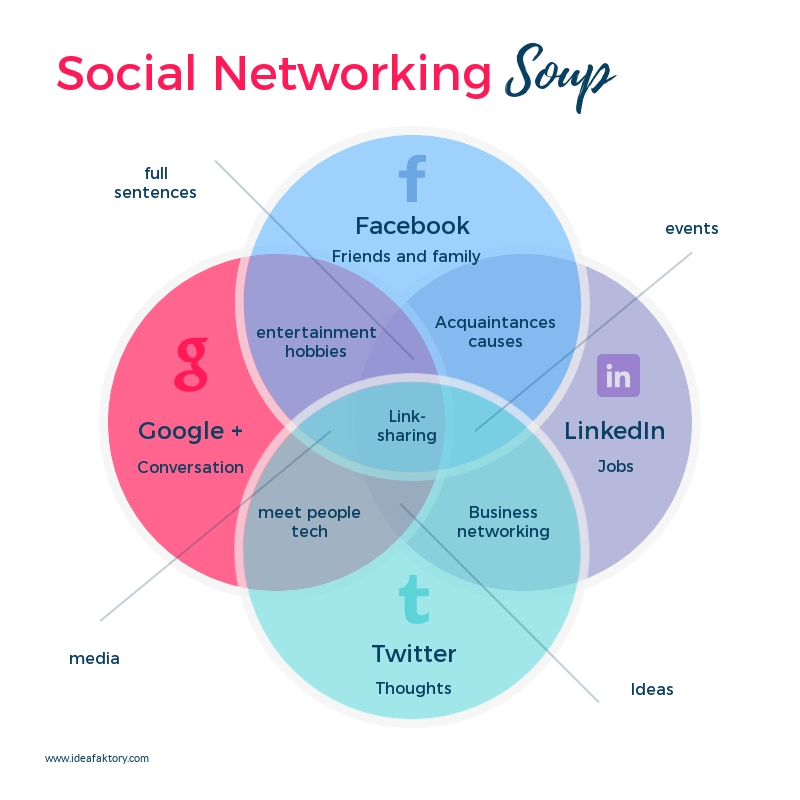 Social Networking Soup
full
sentences
f
Facebook
Friends and family
events
entertainment
hobbies
Acquaintances
causes
g
Google +
Conversation
Link-
sharing
in
LinkedIn
Jobs
meet people
tech
Business
networking
t
Twitter
Thoughts
media
Ideas
www.ideafaktory.com